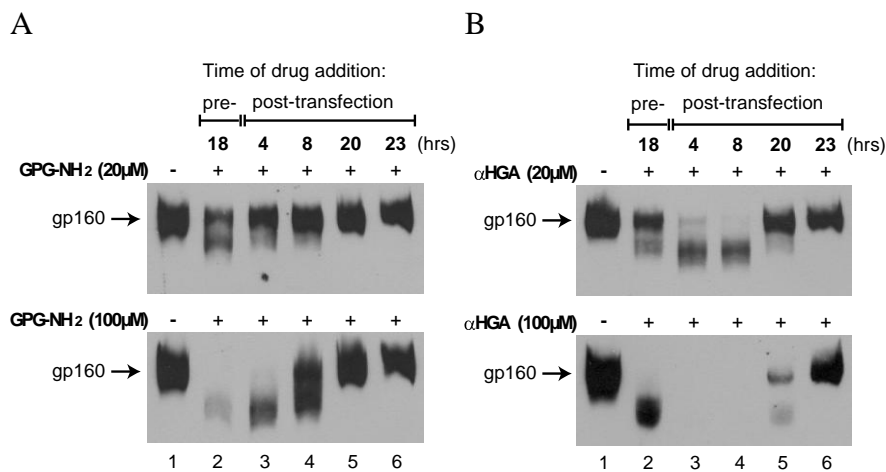 A
Time of drug addition:
pre- post-transfection
18 4 8 20 23 (hrs)
GPG-NH2 (20µM) - + + + + +
gp160
GPG-NH2 (100µM) - + + + + +
gp160
1 2 3 4 5 6
B
Time of drug addition:
pre- post-transfection
18 4 8 20 23 (hrs)
αHGA (20µM) - + + + + +
gp160
αHGA (100µM) - + + + + +
gp160
1 2 3 4 5 6